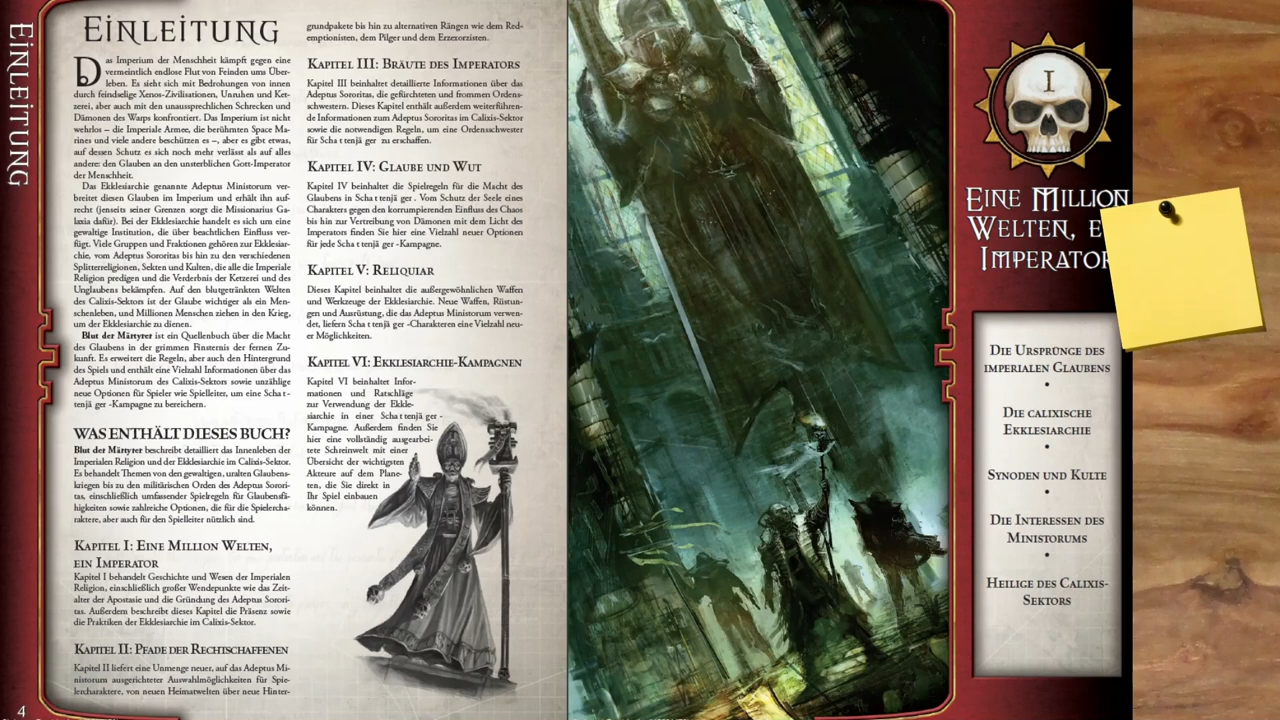 EINLEITUNG
EINLEITUNG
Das Imperium der Menschheit kämpft gegen eine
vermeintlich endlose Flut von Feinden ums Über-
leben. Es sieht sich mit Bedrohungen von innen
durch feindselige Xenos-Zivilisationen, Unruhen und Ket-
zerei, aber auch mit den unaussprechlichen Schrecken und
Dämonen des Warps konfrontiert. Das Imperium ist nicht
wehrlos – die Imperiale Armee, die berühmten Space Ma-
rines und viele andere beschützen es –, aber es gibt etwas,
auf dessen Schutz es sich noch mehr verlässt als auf alles
andere: den Glauben an den unsterblichen Gott-Imperator
der Menschheit.
Das Ekklesiarchie genannte Adeptus Ministorum ver-
breitet diesen Glauben im Imperium und erhält ihn auf-
recht (jenseits seiner Grenzen sorgt die Missionarius Ga-
laxia dafür). Bei der Ekklesiarchie handelt es sich um eine
gewaltige Institution, die über beachtlichen Einfluss ver-
fügt. Viele Gruppen und Fraktionen gehören zur Ekklesiar-
chie, vom Adeptus Sororitas bis hin zu den verschiedenen
Splitterreligionen, Sekten und Kulten, die alle die Imperiale
Religion predigen und die Verderbnis der Ketzerei und des
Unglaubens bekämpfen. Auf den blutgetränkten Welten
des Calixis-Sektors ist der Glaube wichtiger als ein Men-
schenleben, und Millionen Menschen ziehen in den Krieg,
um der Ekklesiarchie zu dienen.
Blut der Märtyrer ist ein Quellenbuch über die Macht
des Glaubens in der grimmen Finsternis der fernen Zu-
kunft. Es erweitert die Regeln, aber auch den Hintergrund
des Spiels und enthält eine Vielzahl Informationen über das
Adeptus Ministorum des Calixis-Sektors sowie unzählige
neue Optionen für Spieler wie Spielleiter, um eine Scha t -
tenjä ger -Kampagne zu bereichern.
WAS ENTHÄLT DIESES BUCH?
Blut der Märtyrer beschreibt detailliert das Innenleben der
Imperialen Religion und der Ekklesiarchie im Calixis-Sektor.
Es behandelt Themen von den gewaltigen, uralten Glaubens-
kriegen bis zu den militärischen Orden des Adeptus Sorori-
tas, einschließlich umfassender Spielregeln für Glaubensfä-
higkeiten sowie zahlreiche Optionen, die für die Spielercha-
raktere, aber auch für den Spielleiter nützlich sind.
KAPITEL I: EINE MILLION WELTEN,
EIN IMPERATOR
Kapitel I behandelt Geschichte und Wesen der Imperialen
Religion, einschließlich großer Wendepunkte wie das Zeit-
alter der Apostasie und die Gründung des Adeptus Sorori-
tas. Außerdem beschreibt dieses Kapitel die Präsenz sowie
die Praktiken der Ekklesiarchie im Calixis-Sektor.
KAPITEL II: PFADE DER RECHTSCHAFFENEN
Kapitel II liefert eine Unmenge neuer, auf das Adeptus Mi-
nistorum ausgerichteter Auswahlmöglichkeiten für Spie-
lercharaktere, von neuen Heimatwelten über neue Hinter-
4
grundpakete bis hin zu alternativen Rängen wie dem Red-
emptionisten, dem Pilger und dem Erzexorzisten.
KAPITEL III: BRÄUTE DES IMPERATORS
Kapitel III beinhaltet detaillierte Informationen über das
Adeptus Sororitas, die gefürchteten und frommen Ordens-
schwestern. Dieses Kapitel enthält außerdem weiterführen-
de Informationen zum Adeptus Sororitas im Calixis-Sektor
sowie die notwendigen Regeln, um eine Ordensschwester
für Scha t tenjä ger zu erschaffen.
KAPITEL IV: GLAUBE UND WUT
Kapitel IV beinhaltet die Spielregeln für die Macht des
Glaubens in Scha t tenjä ger . Vom Schutz der Seele eines
Charakters gegen den korrumpierenden Einfluss des Chaos
bis hin zur Vertreibung von Dämonen mit dem Licht des
Imperators finden Sie hier eine Vielzahl neuer Optionen
für jede Scha t tenjä ger -Kampagne.
KAPITEL V: RELIQUIAR
Dieses Kapitel beinhaltet die außergewöhnlichen Waffen
und Werkzeuge der Ekklesiarchie. Neue Waffen, Rüstun-
gen und Ausrüstung, die das Adeptus Ministorum verwen-
det, liefern Scha t tenjä ger -Charakteren eine Vielzahl neu-
er Möglichkeiten.
KAPITEL VI: EKKLESIARCHIE-KAMPAGNEN
Kapitel VI beinhaltet Infor-
mationen und Ratschläge
zur Verwendung der Ekkle-
siarchie in einer Scha t tenjä ger -
Kampagne. Außerdem finden Sie
hier eine vollständig ausgearbei-
tete Schreinwelt mit einer
Übersicht der wichtigsten
Akteure auf dem Plane-
ten, die Sie direkt in
Ihr Spiel einbauen
können.
I
EINE MILLION
WELTEN, E
IMPERATOR
DIE URSPRÜNGE DES
IMPERIALEN GLAUBENS
•
DIE CALIXISCHE
EKKLESIARCHIE
•
SYNODEN UND KULTE
•
DIE INTERESSEN DES
MINISTORUMS
•
HEILIGE DES CALIXIS-
SEKTORS